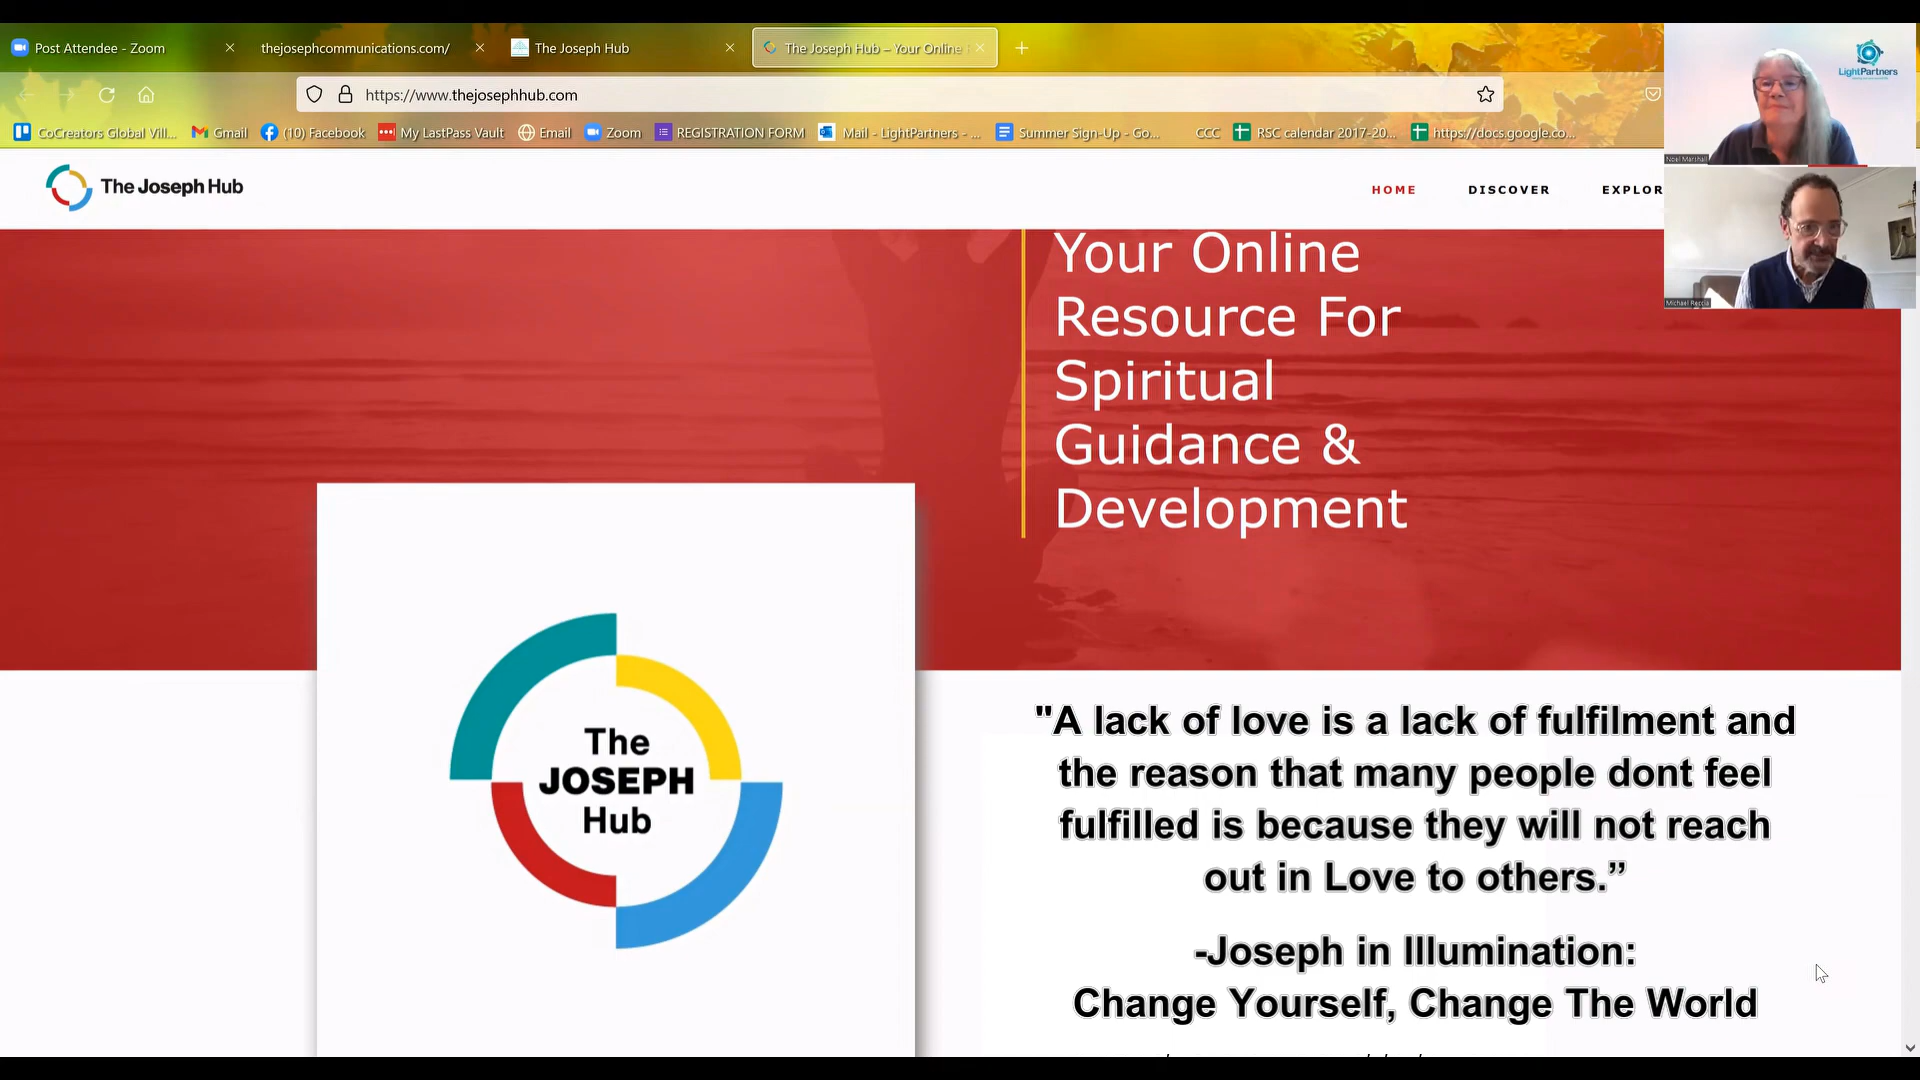 Post Attendee - Zoom
thejosephcommunications.com/
The Joseph Hub
The Joseph Hub – Your Online
https://www.thejosephhub.com
CoCreators Global Vill...
Gmail
(10) Facebook
My LastPass Vault
Email
Zoom
REGISTRATION FORM
Mail - LightPartners - ...
Summer Sign-Up - Go...
CCC
RSC calendar 2017-20...
https://docs.google.co...
LightPartners
Noel Marshall
Michael Reccia
The Joseph Hub
HOME
DISCOVER
EXPLOR
Your Online
Resource For
Spiritual
Guidance &
Development
The
JOSEPH
Hub
"A lack of love is a lack of fulfilment and
the reason that many people dont feel
fulfilled is because they will not reach
out in Love to others.”
-Joseph in Illumination:
Change Yourself, Change The World